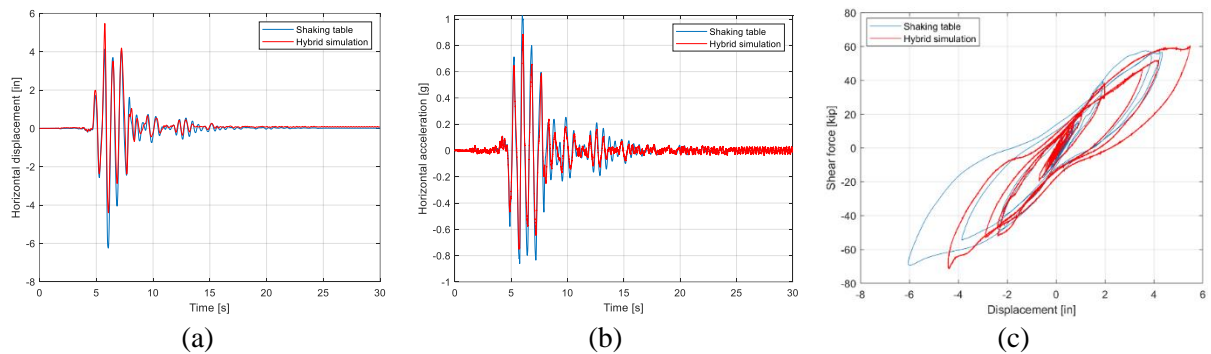 Horizontal displacement [in]
6
4
2
0
-2
-4
-6
-8
Shaking table
Hybrid simulation
0 5 10 15 20 25 30
Time [s]
(a)
Horizontal acceleration [g]
1
0.8
0.6
0.4
0.2
0
-0.2
-0.4
-0.6
-0.8
-1
Shaking table
Hybrid simulation
0 5 10 15 20 25 30
Time [s]
(b)
Shear force [kip]
80
60
40
20
0
-20
-40
-60
-80
Shaking table
Hybrid simulation
-8 -6 -4 -2 0 2 4 6
Displacement [in]
(c)